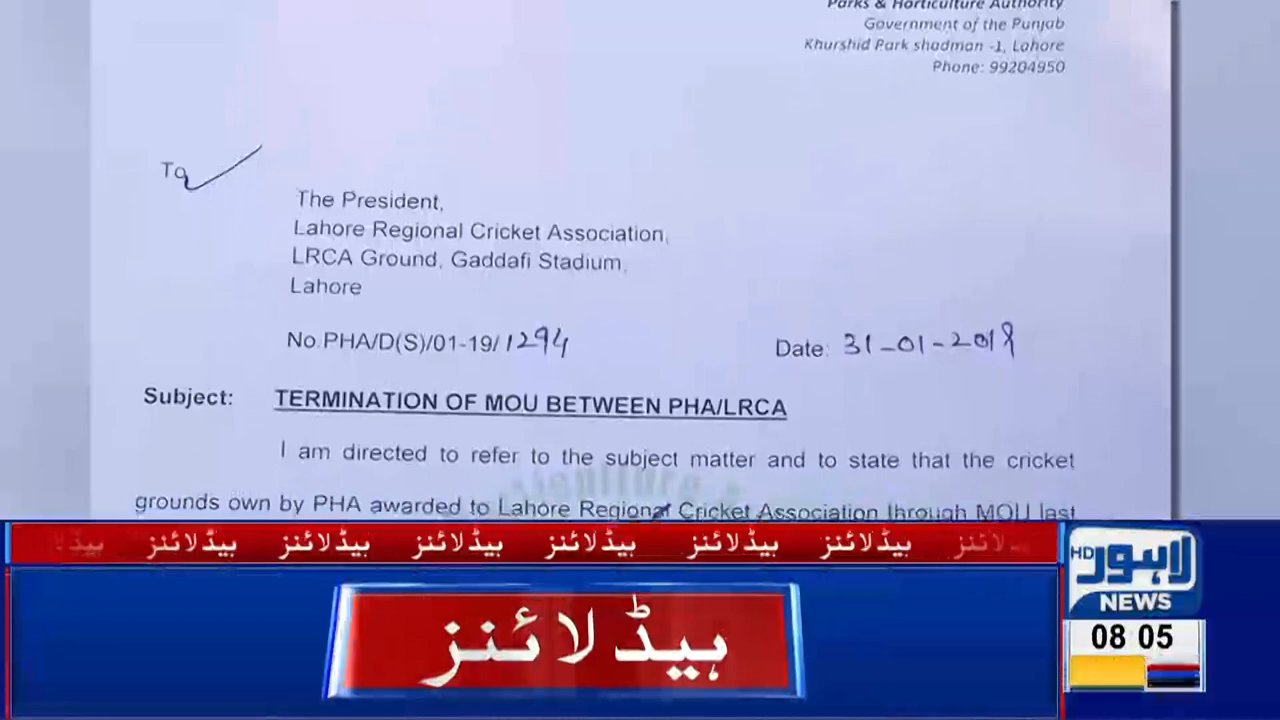 Parks & Horticulture Authority
Government of the Punjab
Khurshid Park shadman -1, Lahore
Phone: 99204950
To
The President,
Lahore Regional Cricket Association,
LRCA Ground, Gaddafi Stadium,
Lahore
No.PHA/D(S)/01-19/1294
Date: 31-01-2019
Subject: TERMINATION OF MOU BETWEEN PHA/LRCA
I am directed to refer to the subject matter and to state that the cricket
grounds own by PHA awarded to Lahore Regional Cricket Association through MOU last
ہیڈلائنز ہیڈلائنز ہیڈلائنز ہیڈلائنز ہیڈلائنز ہیڈلائنز
ہیڈلائنز
HD لاہور
NEWS
08 05